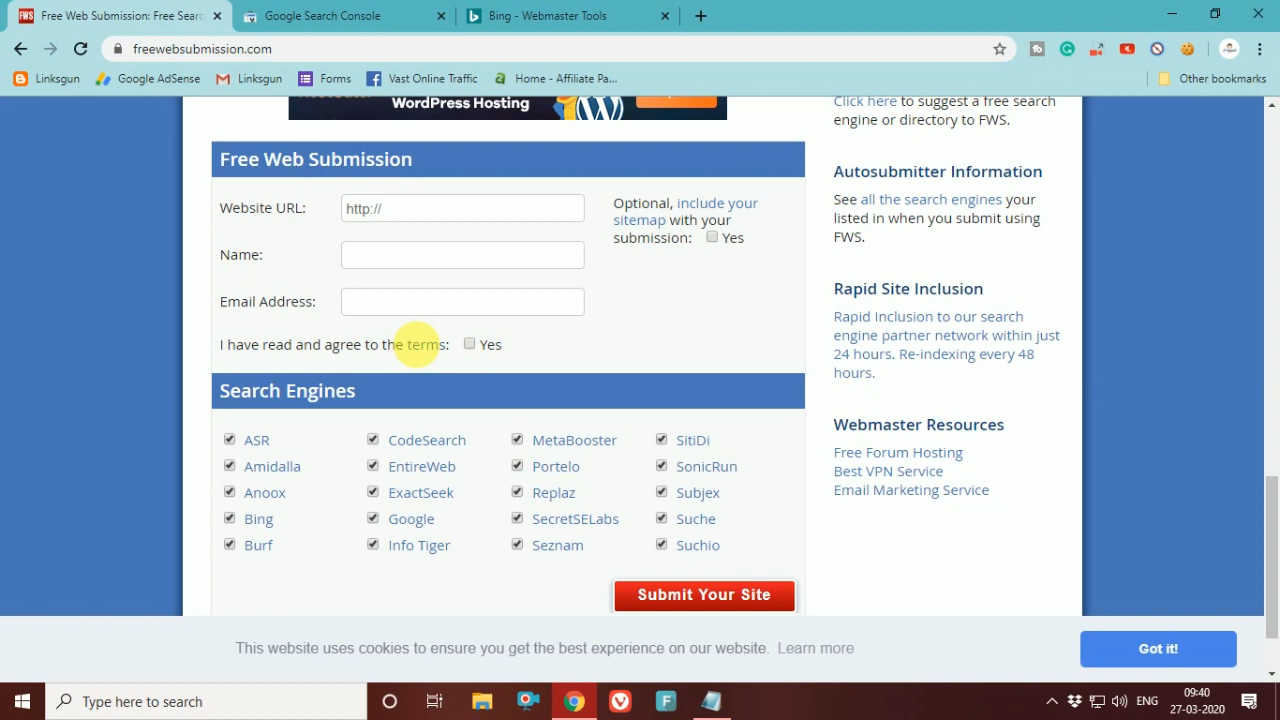 FWS Free Web Submission: Free Searc
Google Search Console
Bing - Webmaster Tools
freewebsubmission.com
Linksgun
Google AdSense
Linksgun
Forms
Vast Online Traffic
Home - Affiliate Pa...
Other bookmarks
WordPress Hosting
Click here to suggest a free search
engine or directory to FWS.
Free Web Submission
Website URL:
http://
Optional, include your
sitemap with your
submission: Yes
Name:
Email Address:
I have read and agree to the terms: Yes
Search Engines
ASR
CodeSearch
MetaBooster
SitiDi
Amidalla
EntireWeb
Portelo
SonicRun
Anoox
ExactSeek
Replaz
Subjex
Bing
Google
SecretSELabs
Suche
Burf
Info Tiger
Seznam
Suchio
Submit Your Site
Autosubmitter Information
See all the search engines your
listed in when you submit using
FWS.
Rapid Site Inclusion
Rapid Inclusion to our search
engine partner network within just
24 hours. Re-indexing every 48
hours.
Webmaster Resources
Free Forum Hosting
Best VPN Service
Email Marketing Service
This website uses cookies to ensure you get the best experience on our website. Learn more
Got it!
Type here to search
ENG
09:40
27-03-2020